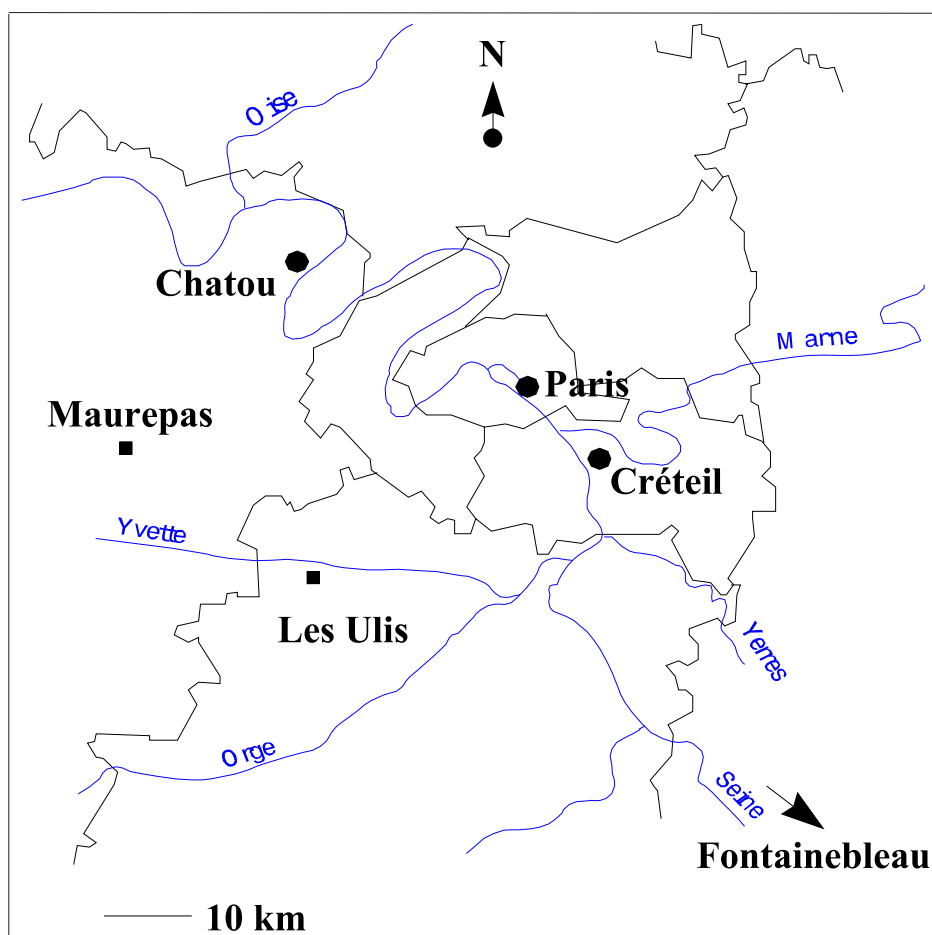 N
Oise
Chatou
Marne
Paris
Maurepas
Créteil
Yvette
Les Ulis
Yerres
Orge
Seine
Fontainebleau
10 km